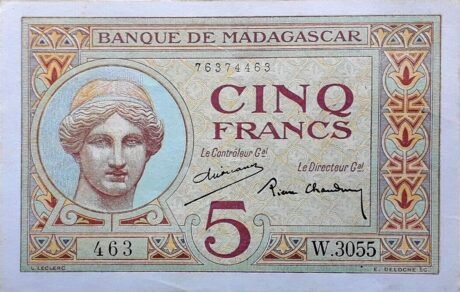 BANQUE DE MADAGASCAR
76374463
CINQ
FRANCS
Le Contrôleur Gal
Le Directeur Gal
5
463
W.3055
L. LECLERC
E. DELOCHE SC.